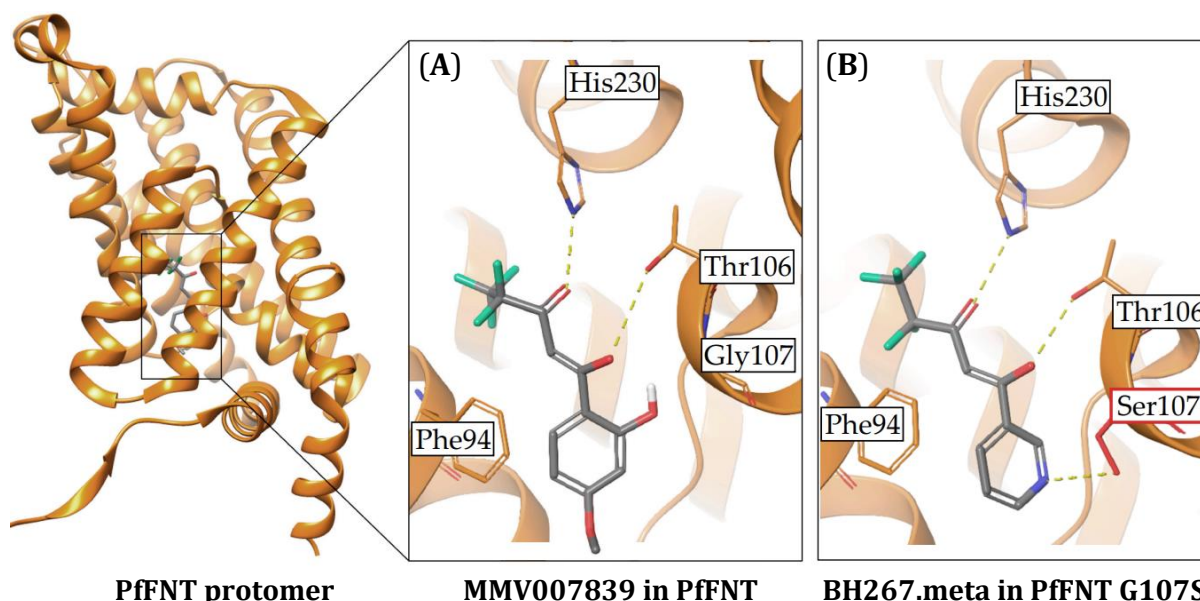 (A)
His230
Thr106
Gly107
Phe94
(B)
His230
Thr106
Ser107
Phe94
PfFNT protomer
MMV007839 in PfFNT
BH267.meta in PfFNT G107S